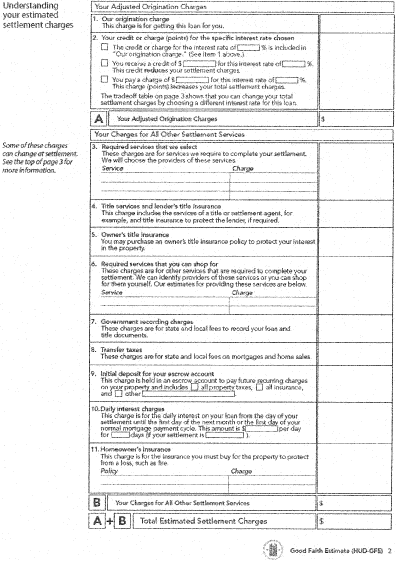 Understanding
your estimated
settlement charges
Your Adjusted Origination Charges
1. Our origination charge
This charge is for getting this loan for you.
$
2. Your credit or charge (points) for the specific interest rate chosen
The credit or charge for the interest rate of % is included in
"Our origination charge." (See item 1 above.)
You receive a credit of $ for this interest rate of %.
This credit reduces your settlement charges.
You pay a charge of $ for this interest rate of %.
This charge (points) increases your total settlement charges.
The tradeoff table on page 3 shows that you can change your total
settlement charges by choosing a different interest rate for this loan.
A Your Adjusted Origination Charges $
Some of these charges
can change at settlement.
See the top of page 3 for
more information.
Your Charges for All Other Settlement Services
3. Required services that we select
These charges are for services we require to complete your settlement.
We will choose the providers of these services.
Service Charge
4. Title services and lender's title insurance
This charge includes the services of a title or settlement agent, for
example, and title insurance to protect the lender, if required.
5. Owner's title insurance
You may purchase an owner's title insurance policy to protect your interest
in the property.
6. Required services that you can shop for
These charges are for other services that are required to complete your
settlement. We can identify providers of these services or you can shop
for them yourself. Our estimates for providing these services are below.
Service Charge
7. Government recording charges
These charges are for state and local fees to record your loan and
title documents.
8. Transfer taxes
These charges are for state and local fees on mortgages and home sales.
9. Initial deposit for your escrow account
This charge is held in an escrow account to pay future recurring charges
on your property and includes all property taxes, all insurance,
and other
10. Daily interest charges
This charge is for the daily interest on your loan from the day of your
settlement until the first day of the next month or the first day of your
normal mortgage payment cycle. This amount is $ per day
for days (if your settlement is ).
11. Homeowner's insurance
This charge is for the insurance you must buy for the property to protect
from a loss, such as fire.
Policy Charge
B Your Charges for All Other Settlement Services $
A + B Total Estimated Settlement Charges $
Good Faith Estimate (HUD-GFE) 2